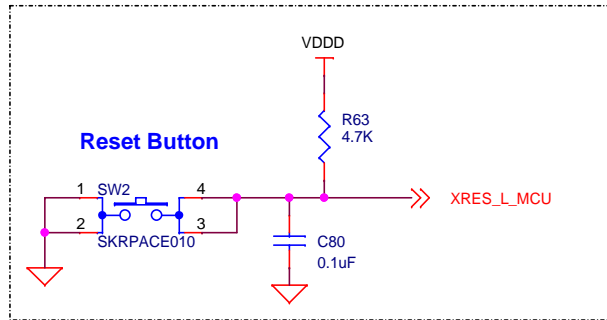 VDDD
R63
4.7K
Reset Button
1
SW2
4
XRES_L_MCU
2
3
SKRPACE010
C80
0.1uF